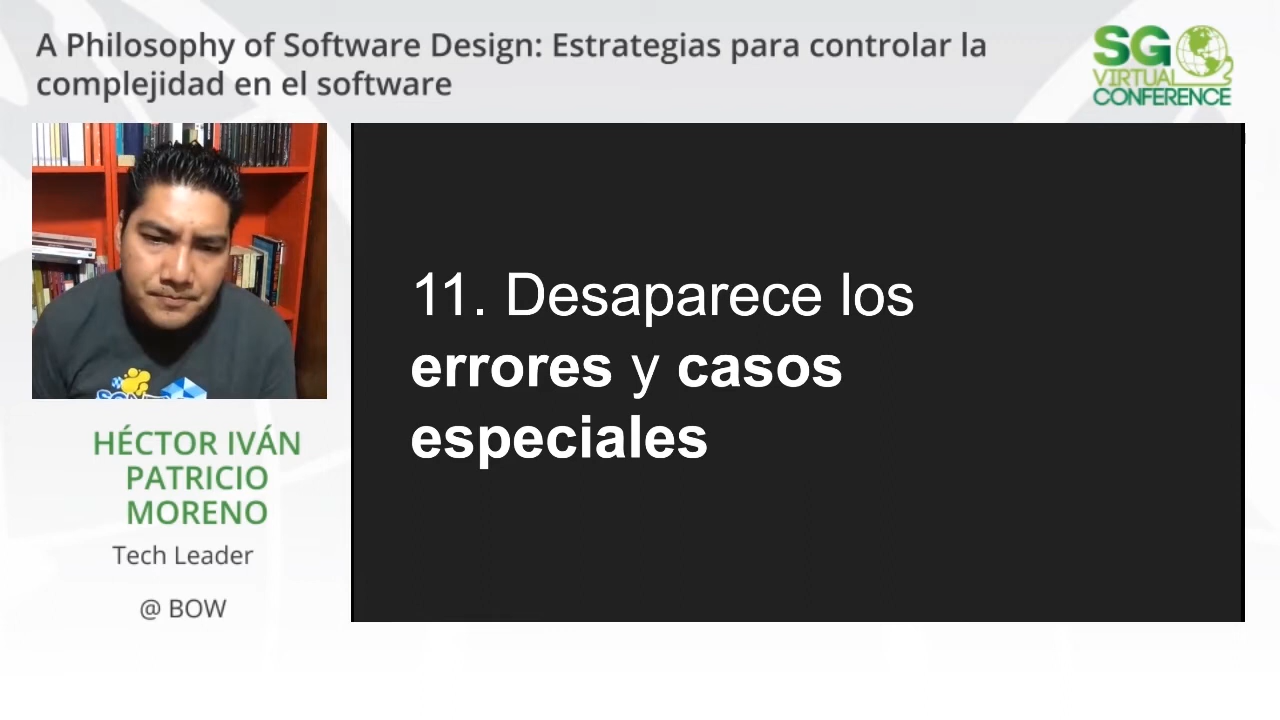 A Philosophy of Software Design: Estrategias para controlar la
complejidad en el software
SG
VIRTUAL
CONFERENCE
11. Desaparece los
errores y casos
especiales
HÉCTOR IVÁN
PATRICIO
MORENO
Tech Leader
@ BOW